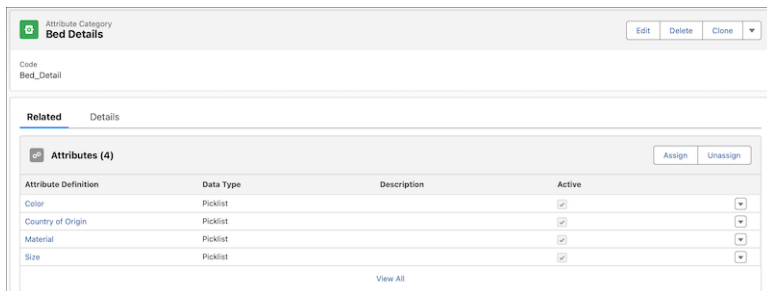 Attribute Category
Bed Details
Edit Delete Clone
Code
Bed_Detail
Related Details
Attributes (4)
Assign Unassign
Attribute Definition Data Type Description Active
Color Picklist
Country of Origin Picklist
Material Picklist
Size Picklist
View All